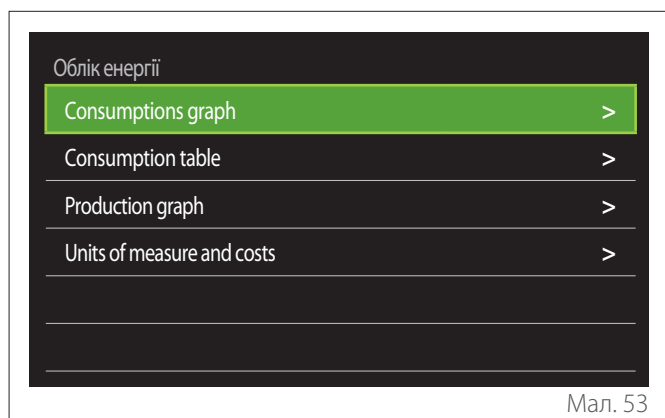 Облік енергії
Consumptions graph >
Consumption table >
Production graph >
Units of measure and costs >
Мал. 53